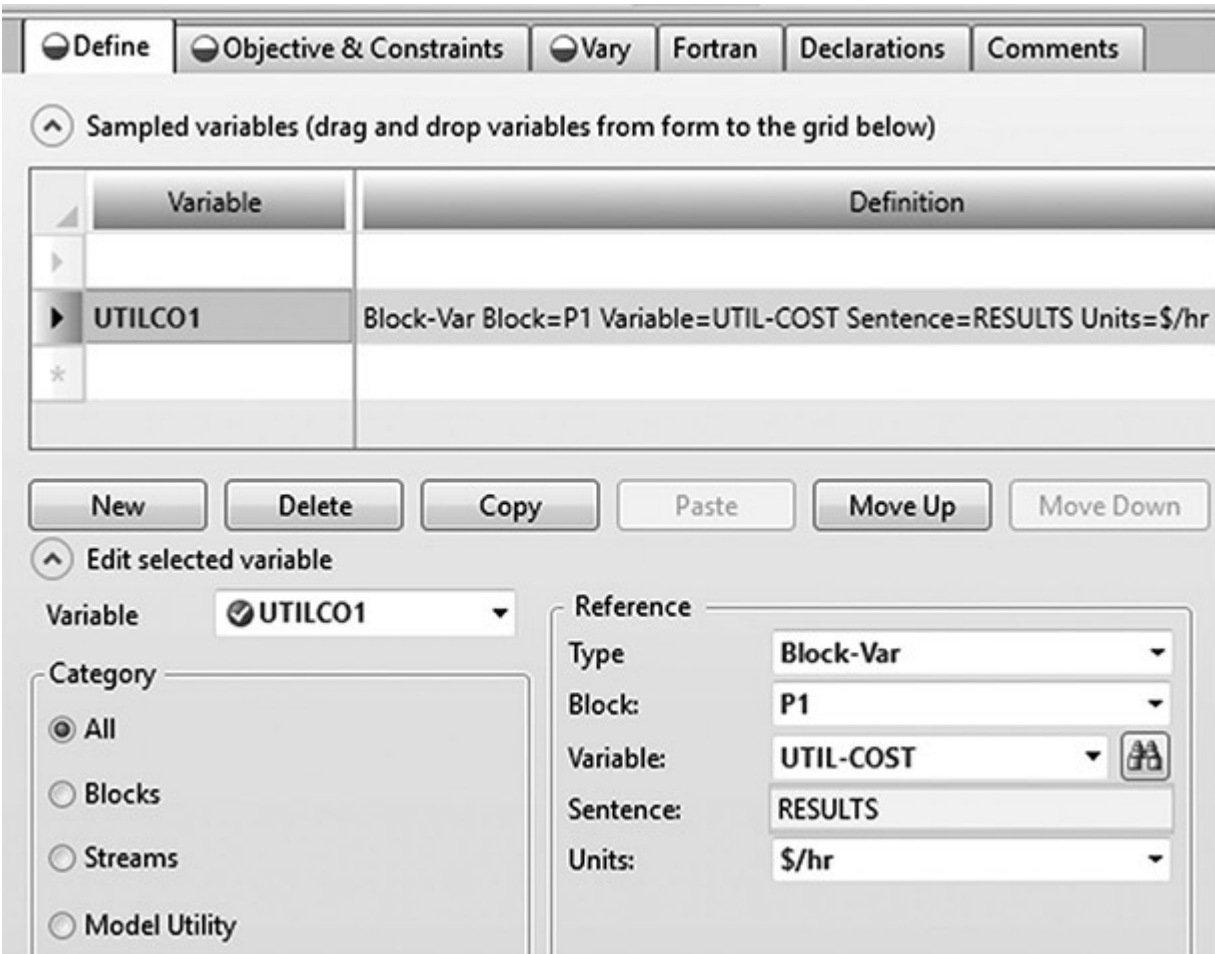 Define Objective & Constraints Vary Fortran Declarations Comments
Sampled variables (drag and drop variables from form to the grid below)
Variable Definition
UTILCO1 Block-Var Block=P1 Variable=UTIL-COST Sentence=RESULTS Units=$/hr
New Delete Copy Paste Move Up Move Down
Edit selected variable
Variable UTILCO1
Reference
Type Block-Var
Category
Block: P1
All
Variable: UTIL-COST
Blocks
Sentence: RESULTS
Streams
Units: $/hr
Model Utility